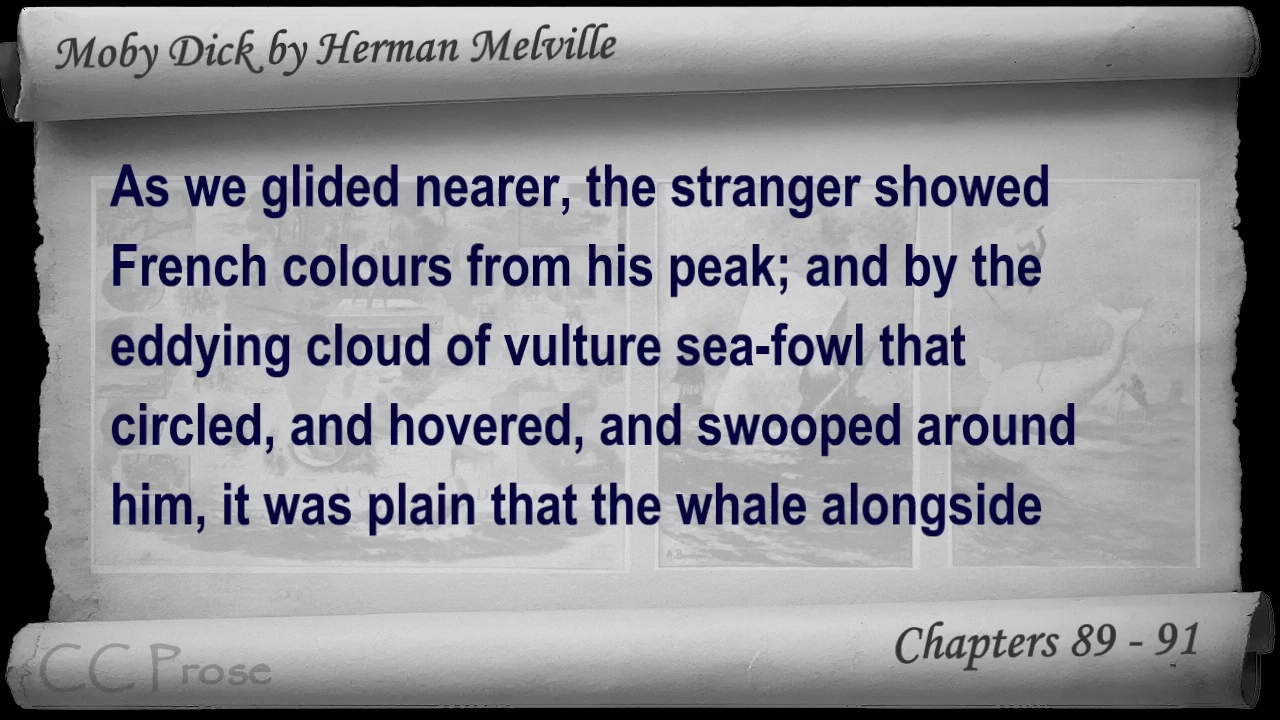 Moby Dick by Herman Melville
As we glided nearer, the stranger showed
French colours from his peak; and by the
eddying cloud of vulture sea-fowl that
circled, and hovered, and swooped around
him, it was plain that the whale alongside
Chapters 89 - 91
CC Prose